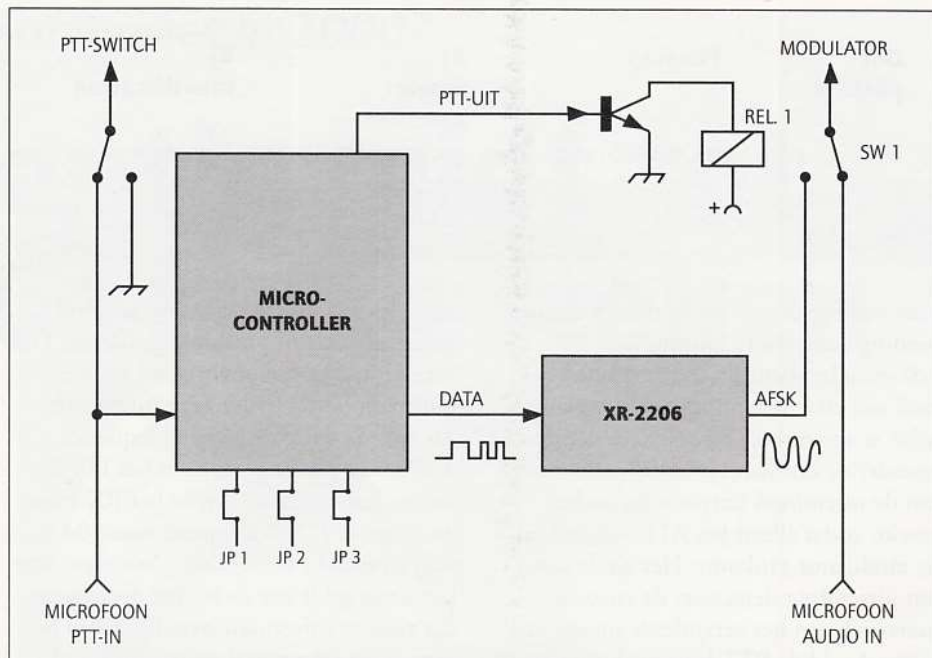 PTT-SWITCH
MODULATOR
PTT-UIT
REL. 1
SW 1
+
MICRO-
CONTROLLER
DATA
XR-2206
AFSK
JP 1
JP 2
JP 3
MICROFOON
PTT-IN
MICROFOON
AUDIO IN